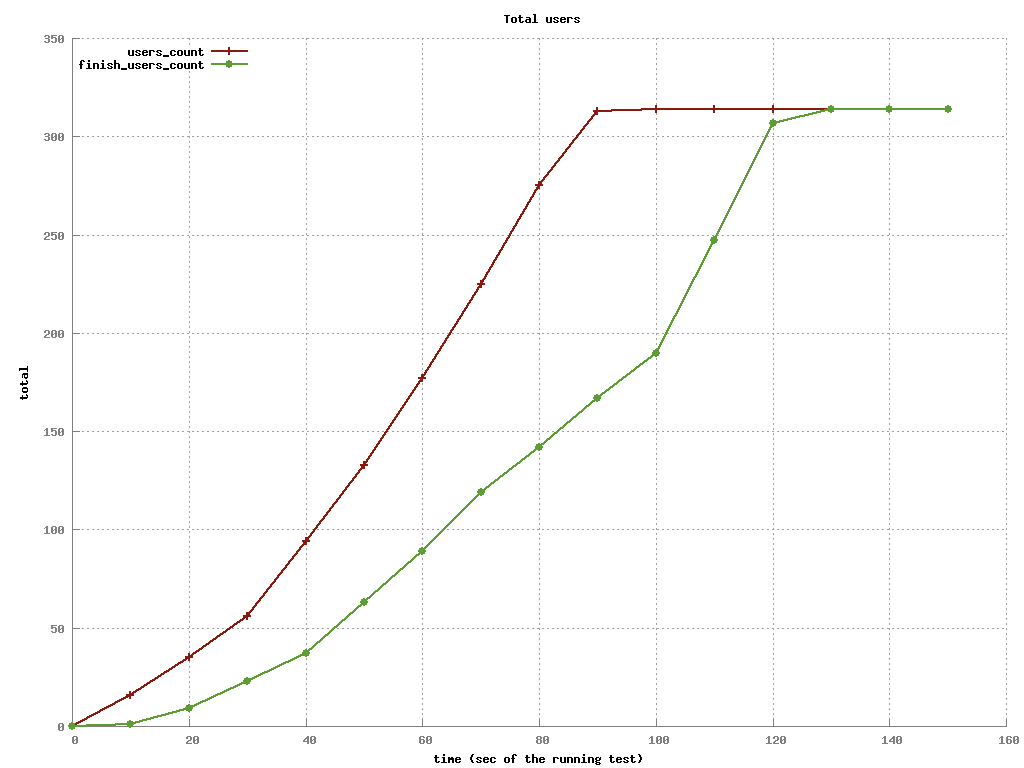 Total users
users_count
finish_users_count
350
300
250
200
150
100
50
0
total
0 20 40 60 80 100 120 140 160
time (sec of the running test)